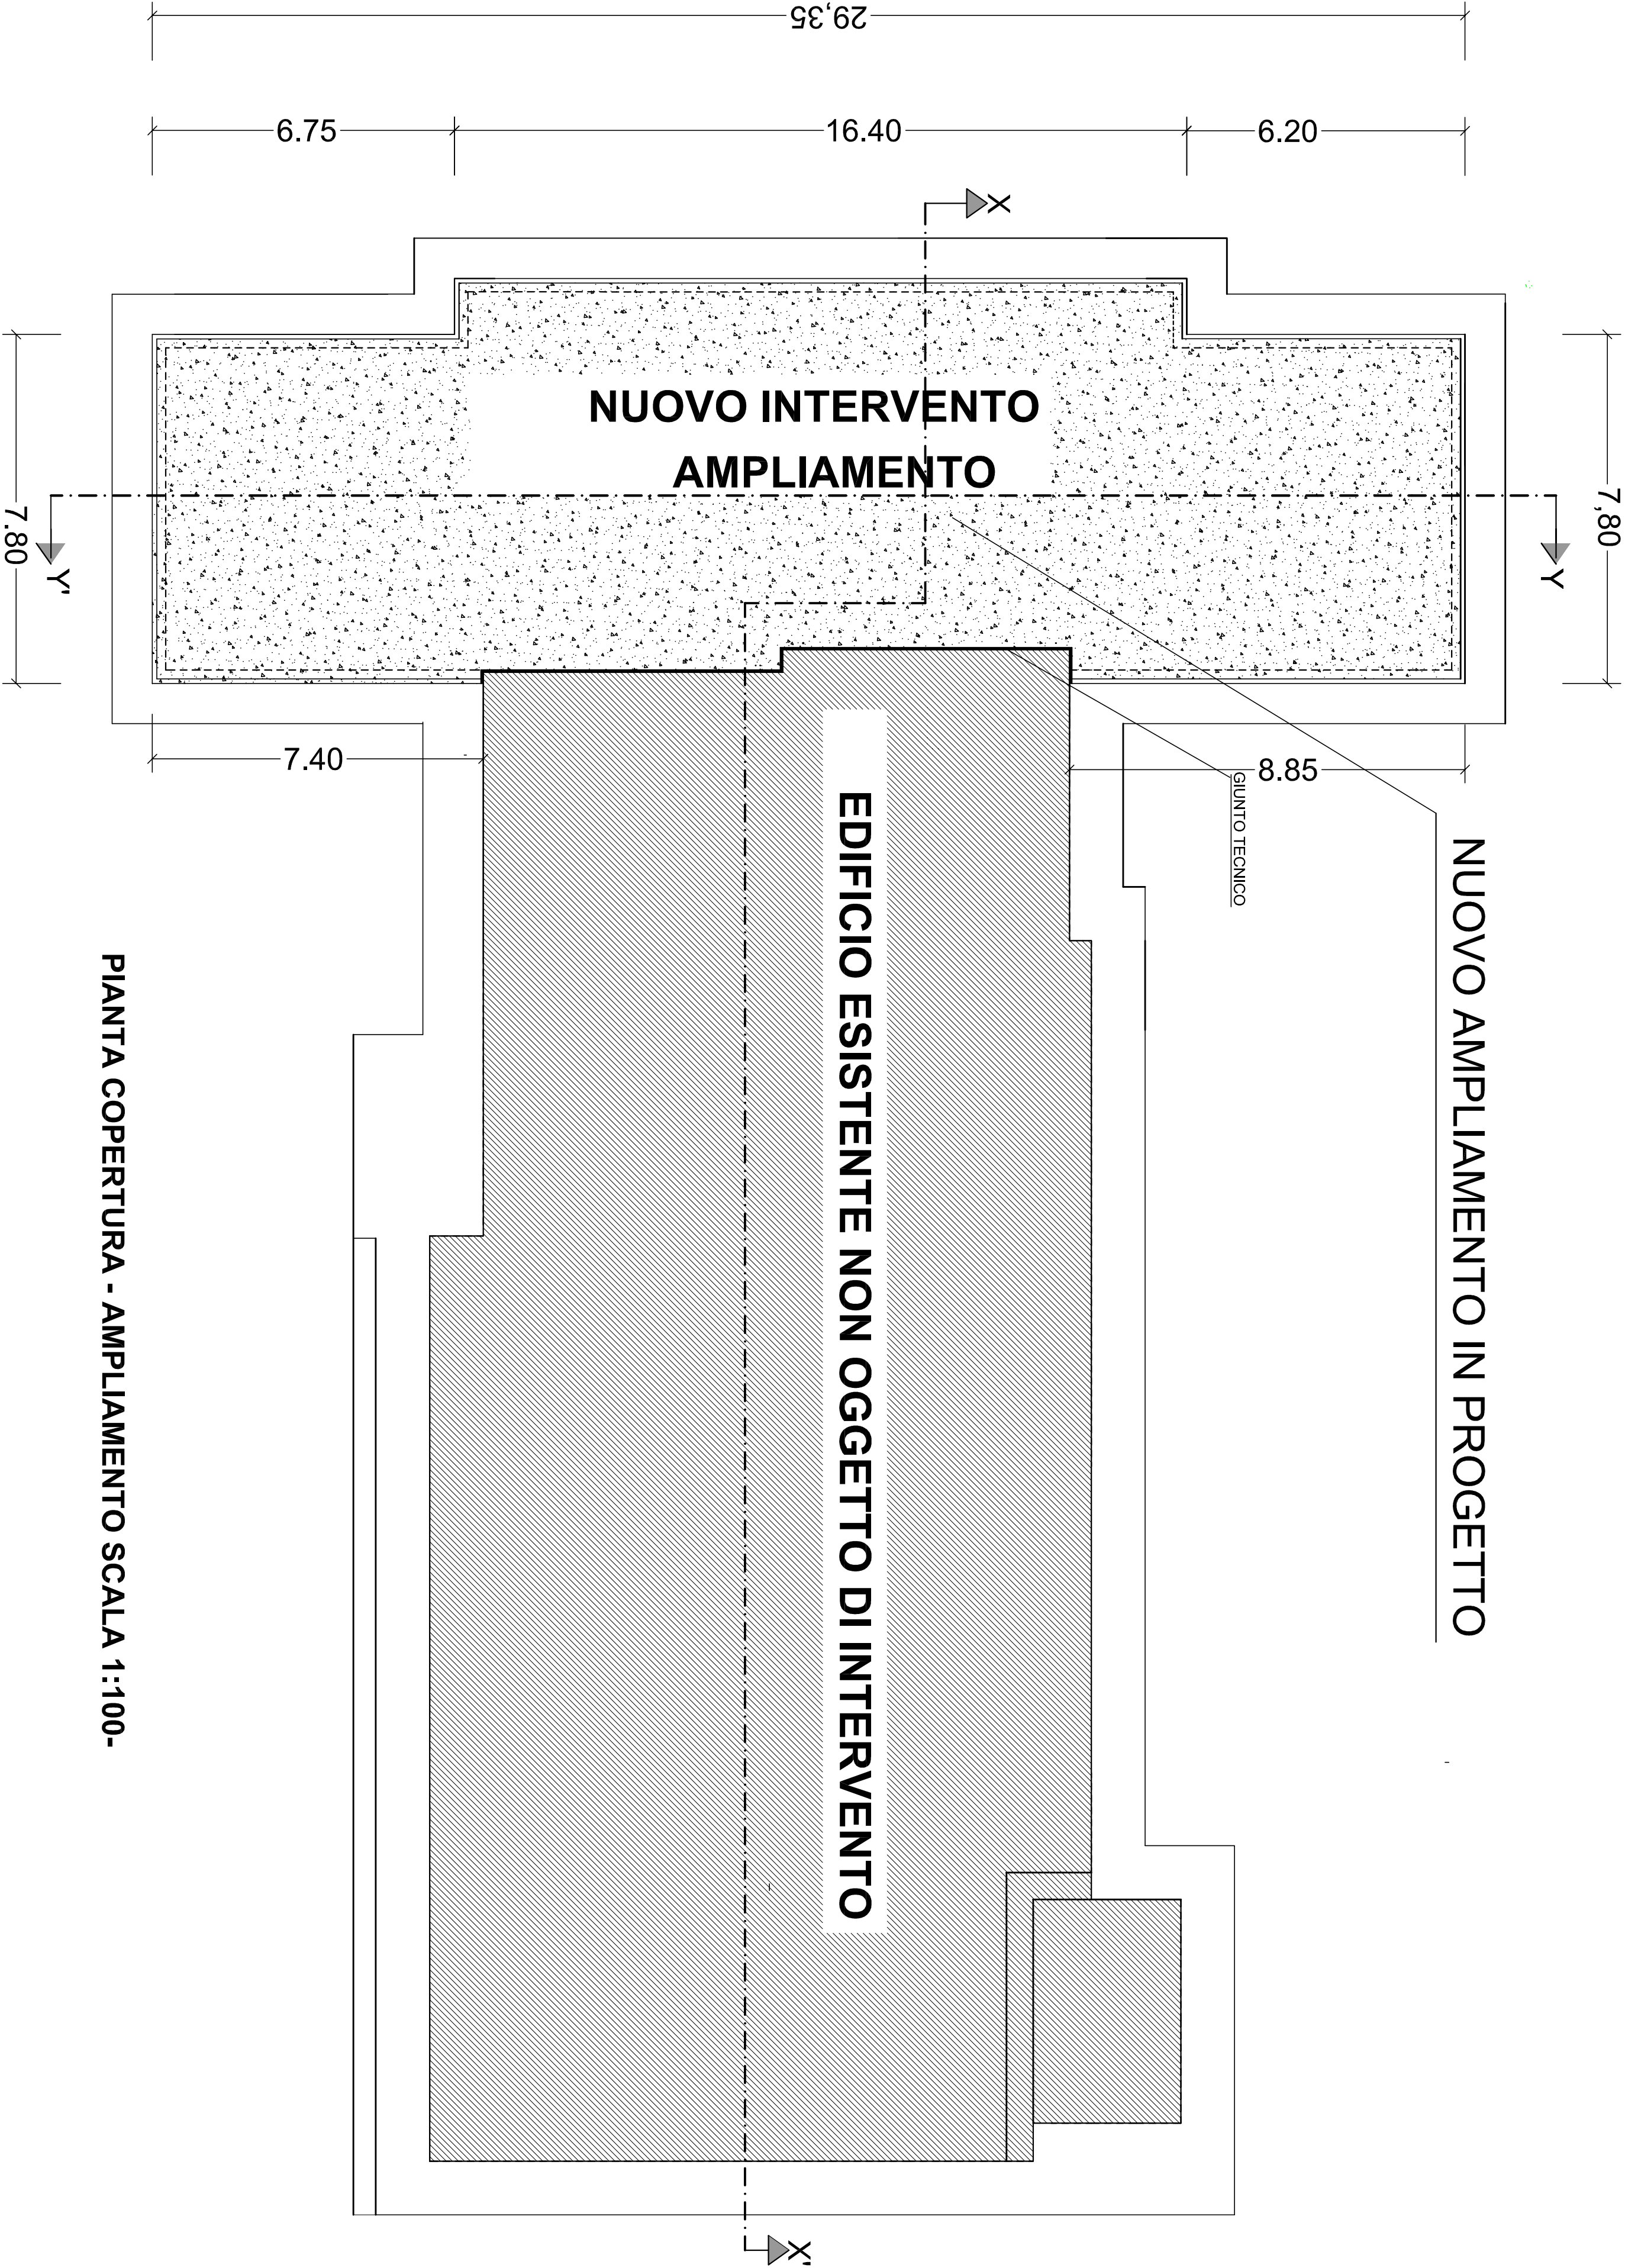 29,35
6.75
16.40
6.20
X
NUOVO INTERVENTO
AMPLIAMENTO
7.80
7,80
Y'
Y
7.40
8.85
GIUNTO TECNICO
NUOVO AMPLIAMENTO IN PROGETTO
EDIFICIO ESISTENTE NON OGGETTO DI INTERVENTO
PIANTA COPERTURA - AMPLIAMENTO SCALA 1:100-
X'